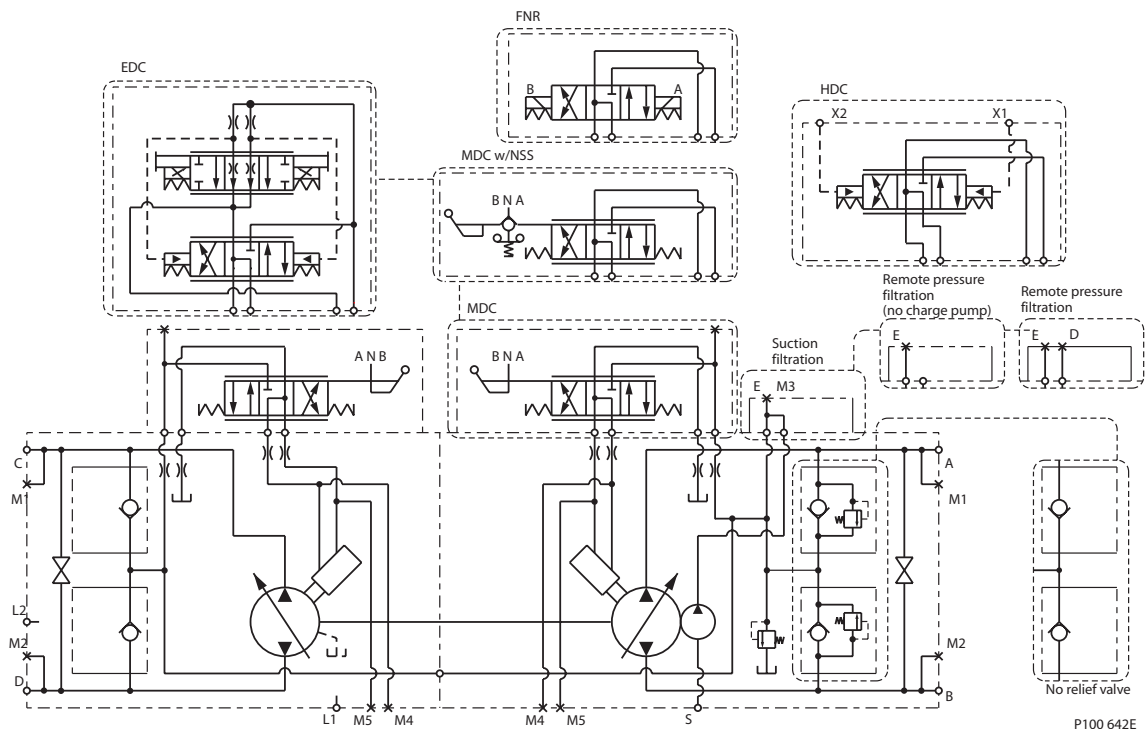 FNR
EDC
B A
HDC
X2 X1
MDC w/NSS
B N A
Remote pressure
filtration
(no charge pump)
Remote pressure
filtration
MDC
Suction
filtration
E
E D
A N B
B N A
E M3
C
A
M1
M1
L2
M2
M2
D
B
L1
M5
M4
M4
M5
S
No relief valve
P100 642E